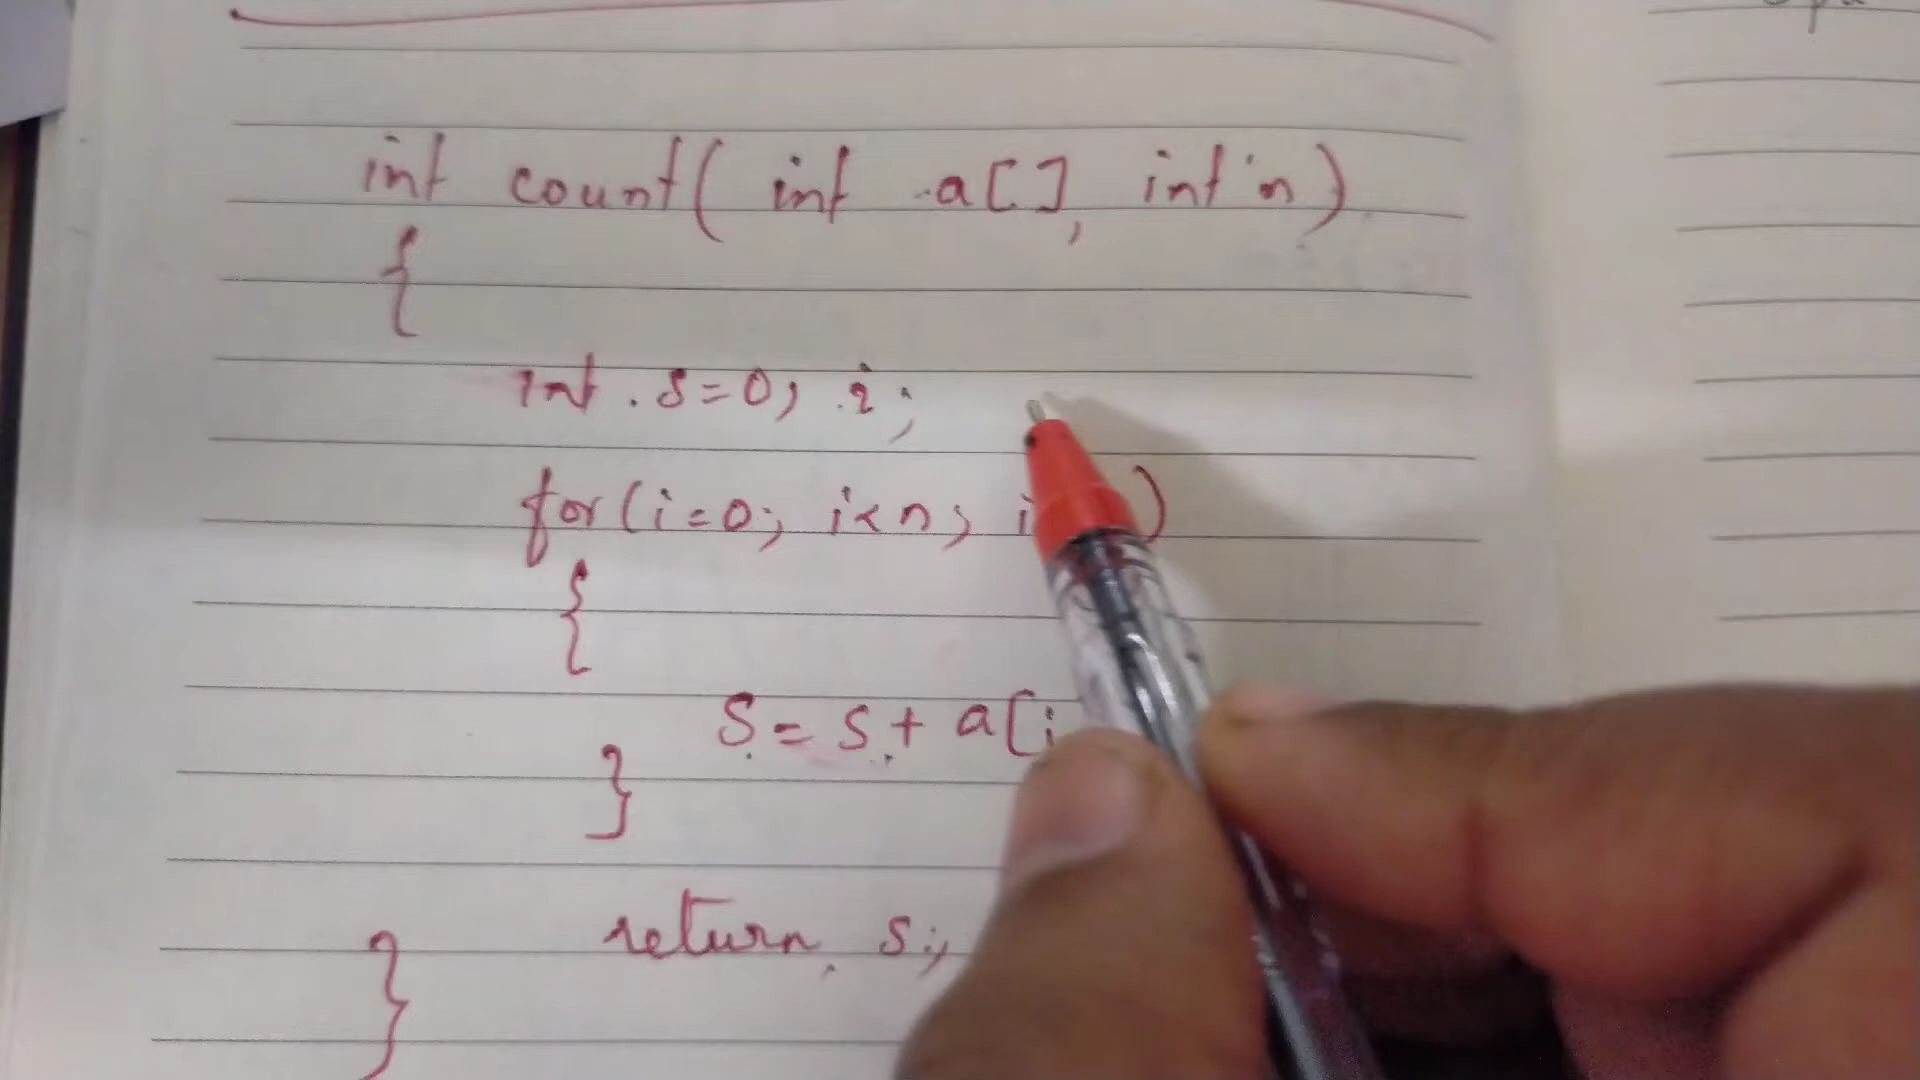 int count( int a[], int n)
{
int s=0, i;
for(i=0; i<n; i )
{
S = s + a[i
}
return s;
}